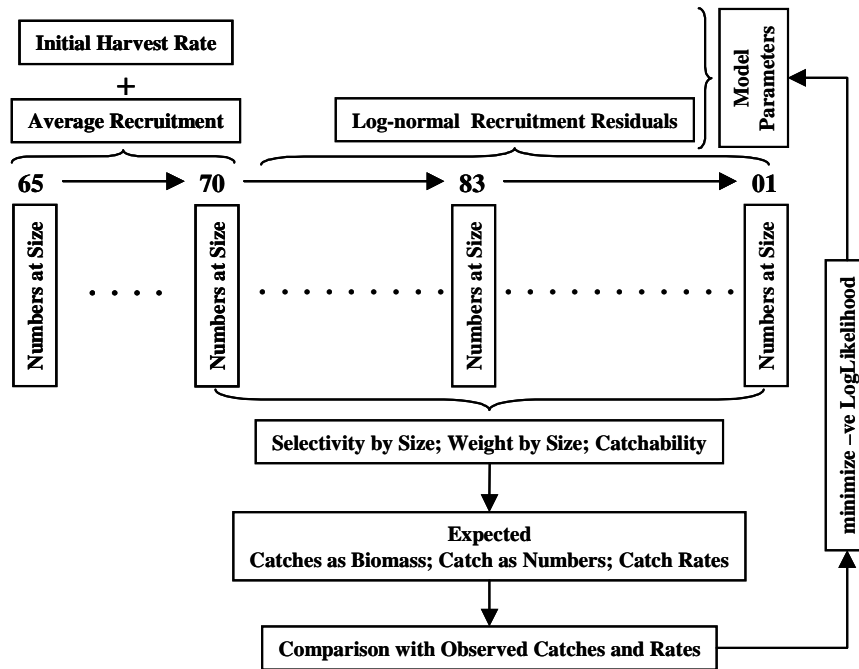 Initial Harvest Rate
+
Average Recruitment
Log-normal Recruitment Residuals
Model
Parameters
65
70
83
01
Numbers at Size
Numbers at Size
Numbers at Size
Numbers at Size
Selectivity by Size; Weight by Size; Catchability
Expected
Catches as Biomass; Catch as Numbers; Catch Rates
Comparison with Observed Catches and Rates
minimize –ve LogLikelihood